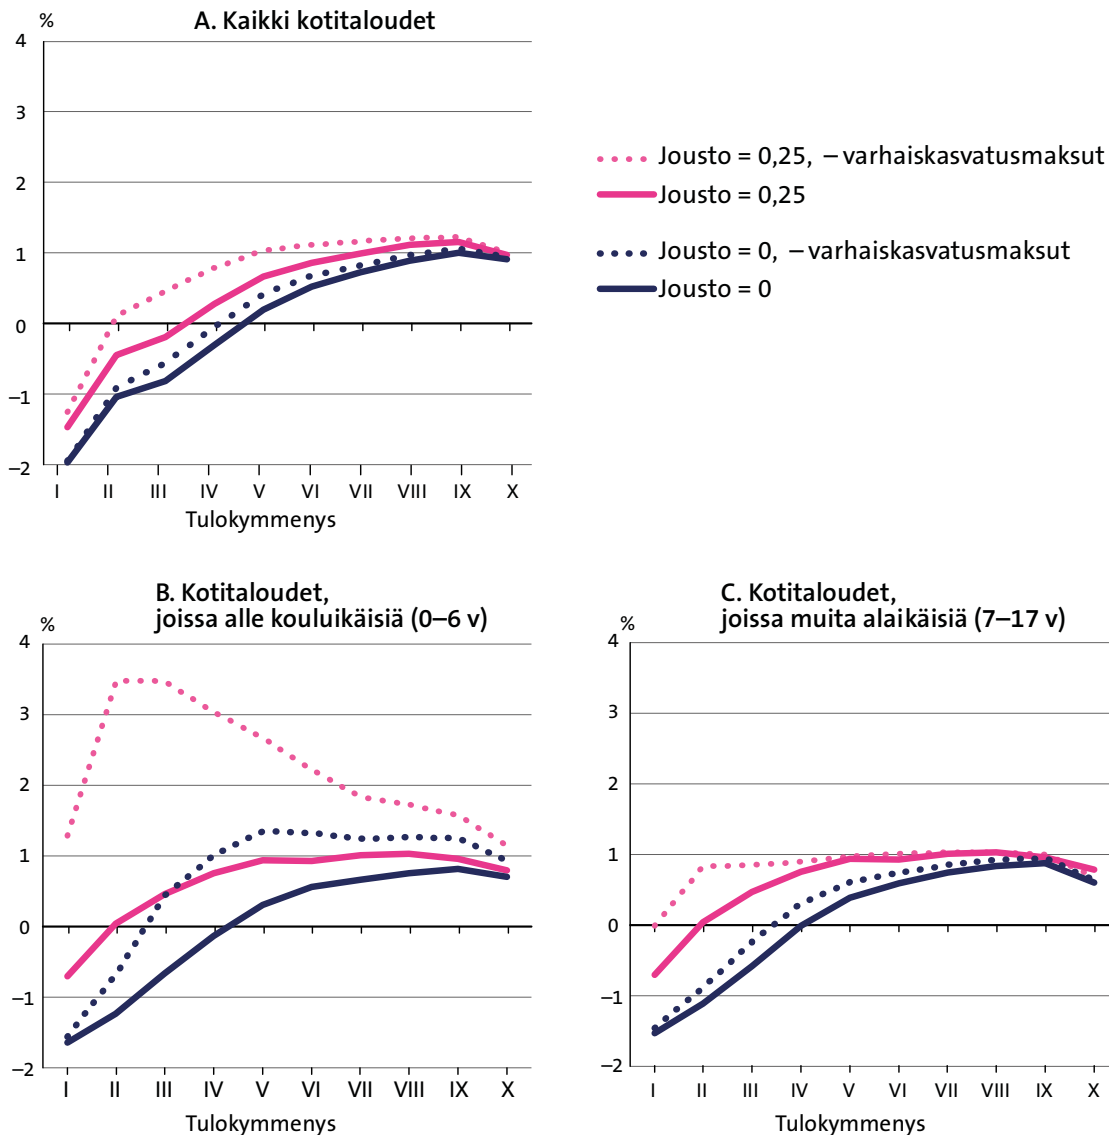 A. Kaikki kotitaloudet
%
4
3
2
1
0
–1
–2
I II III IV V VI VII VIII IX X
Tulokymmenys
Jousto = 0,25, – varhaiskasvatusmaksut
Jousto = 0,25
Jousto = 0, – varhaiskasvatusmaksut
Jousto = 0
B. Kotitaloudet,
joissa alle kouluikäisiä (0–6 v)
%
4
3
2
1
0
–1
–2
I II III IV V VI VII VIII IX X
Tulokymmenys
C. Kotitaloudet,
joissa muita alaikäisiä (7–17 v)
%
4
3
2
1
0
–1
–2
I II III IV V VI VII VIII IX X
Tulokymmenys